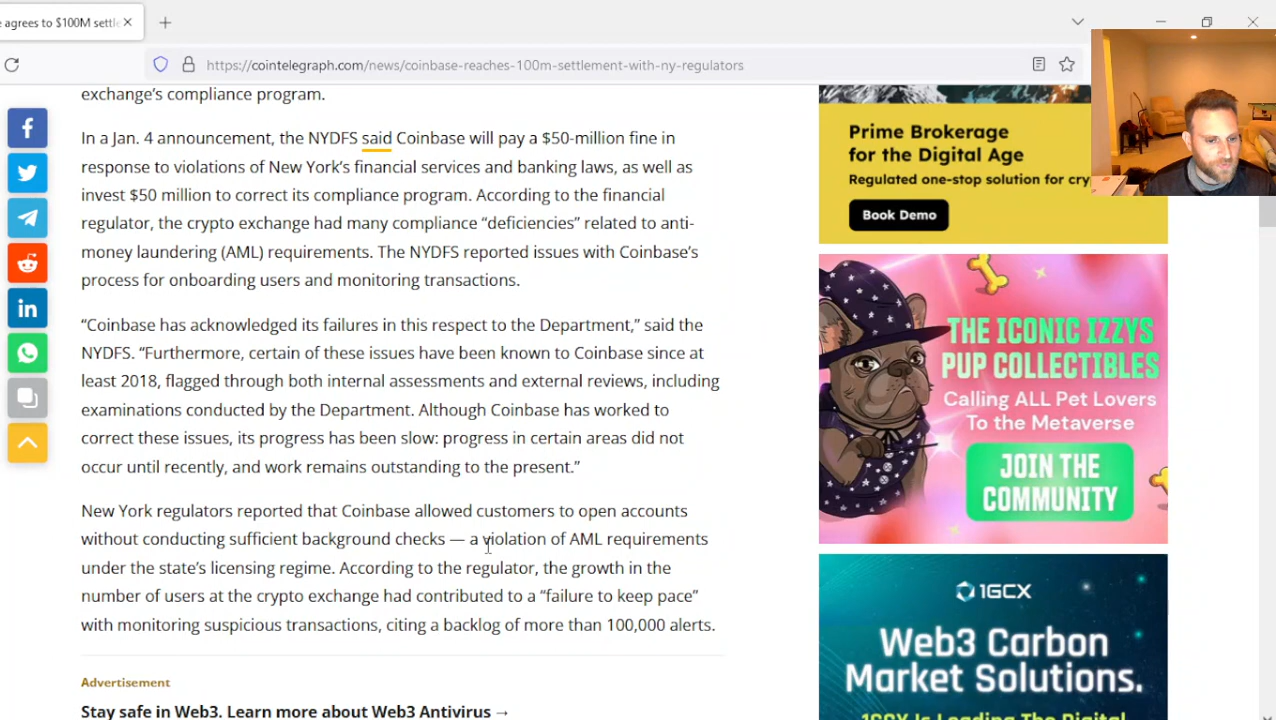 e agrees to $100M settl
https://cointelegraph.com/news/coinbase-reaches-100m-settlement-with-ny-regulators
exchange's compliance program.
In a Jan. 4 announcement, the NYDFS said Coinbase will pay a $50-million fine in
response to violations of New York's financial services and banking laws, as well as
invest $50 million to correct its compliance program. According to the financial
regulator, the crypto exchange had many compliance “deficiencies” related to anti-
money laundering (AML) requirements. The NYDFS reported issues with Coinbase's
process for onboarding users and monitoring transactions.
“Coinbase has acknowledged its failures in this respect to the Department,” said the
NYDFS. “Furthermore, certain of these issues have been known to Coinbase since at
least 2018, flagged through both internal assessments and external reviews, including
examinations conducted by the Department. Although Coinbase has worked to
correct these issues, its progress has been slow: progress in certain areas did not
occur until recently, and work remains outstanding to the present.”
New York regulators reported that Coinbase allowed customers to open accounts
without conducting sufficient background checks — a violation of AML requirements
under the state's licensing regime. According to the regulator, the growth in the
number of users at the crypto exchange had contributed to a “failure to keep pace”
with monitoring suspicious transactions, citing a backlog of more than 100,000 alerts.
Advertisement
Stay safe in Web3. Learn more about Web3 Antivirus →
Prime Brokerage
for the Digital Age
Regulated one-stop solution for cry
Book Demo
THE ICONIC IZZYS
PUP COLLECTIBLES
Calling ALL Pet Lovers
To the Metaverse
JOIN THE
COMMUNITY
1GCX
Web3 Carbon
Market Solutions.
1GCX Is Leading The Digital